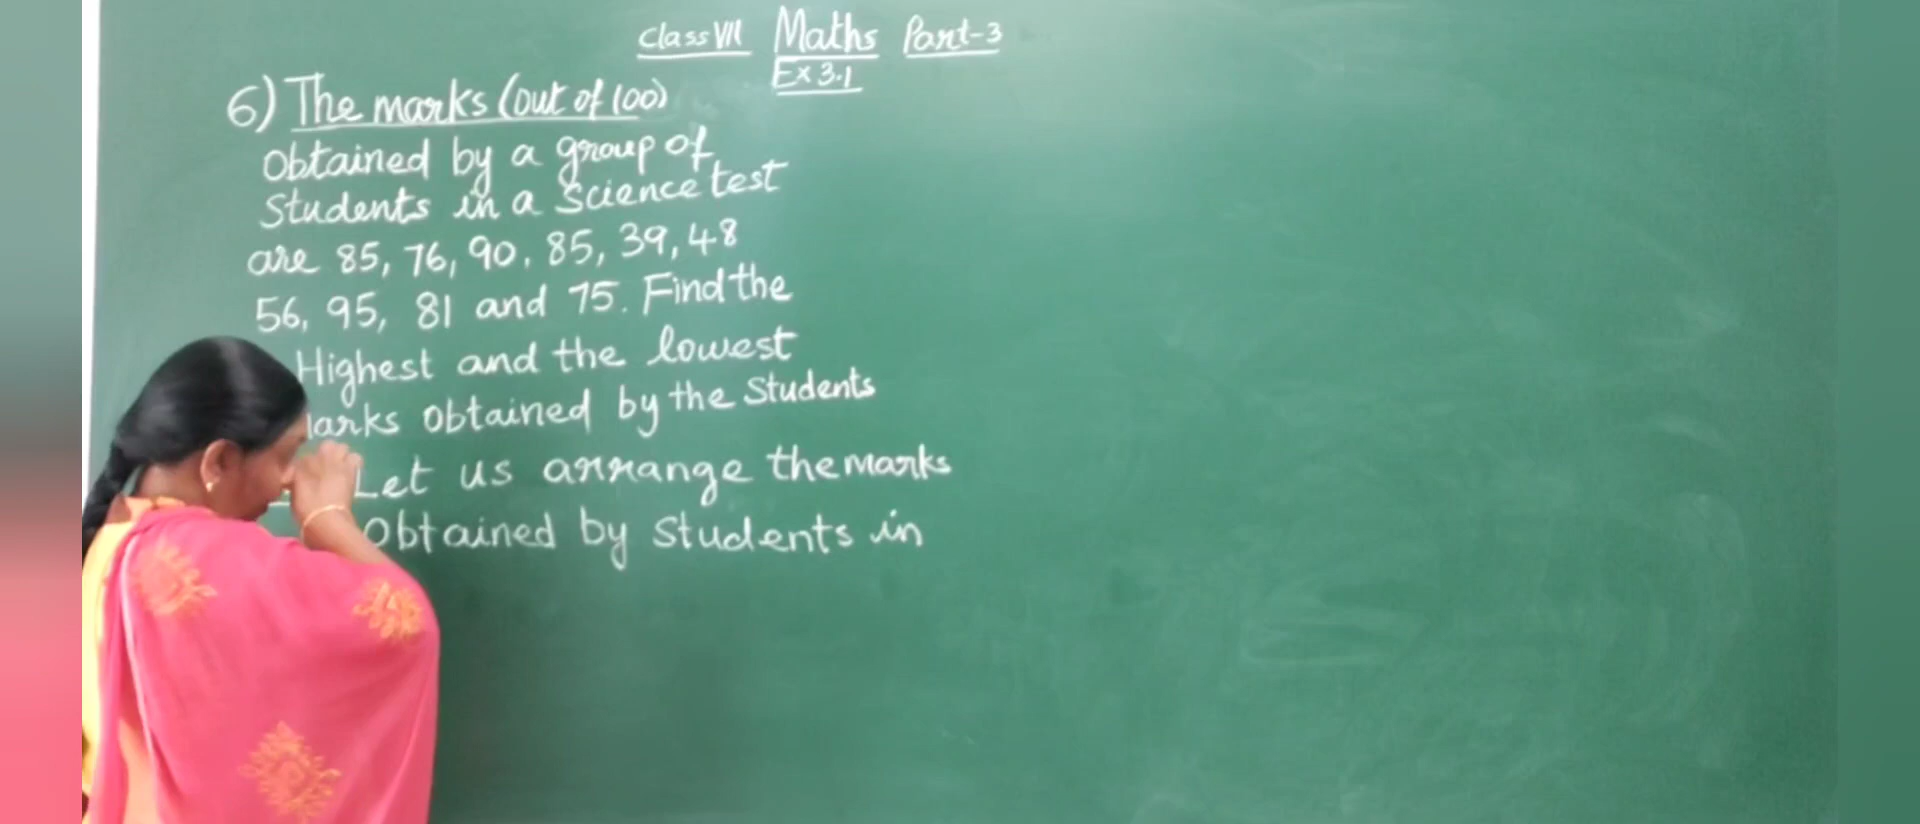 Class VII Maths Part-3
Ex 3.1
6) The marks (out of 100)
obtained by a group of
Students in a Science test
are 85, 76, 90, 85, 39, 48
56, 95, 81 and 75. Find the
Highest and the lowest
arks obtained by the Students
Let us arrange the marks
obtained by students in